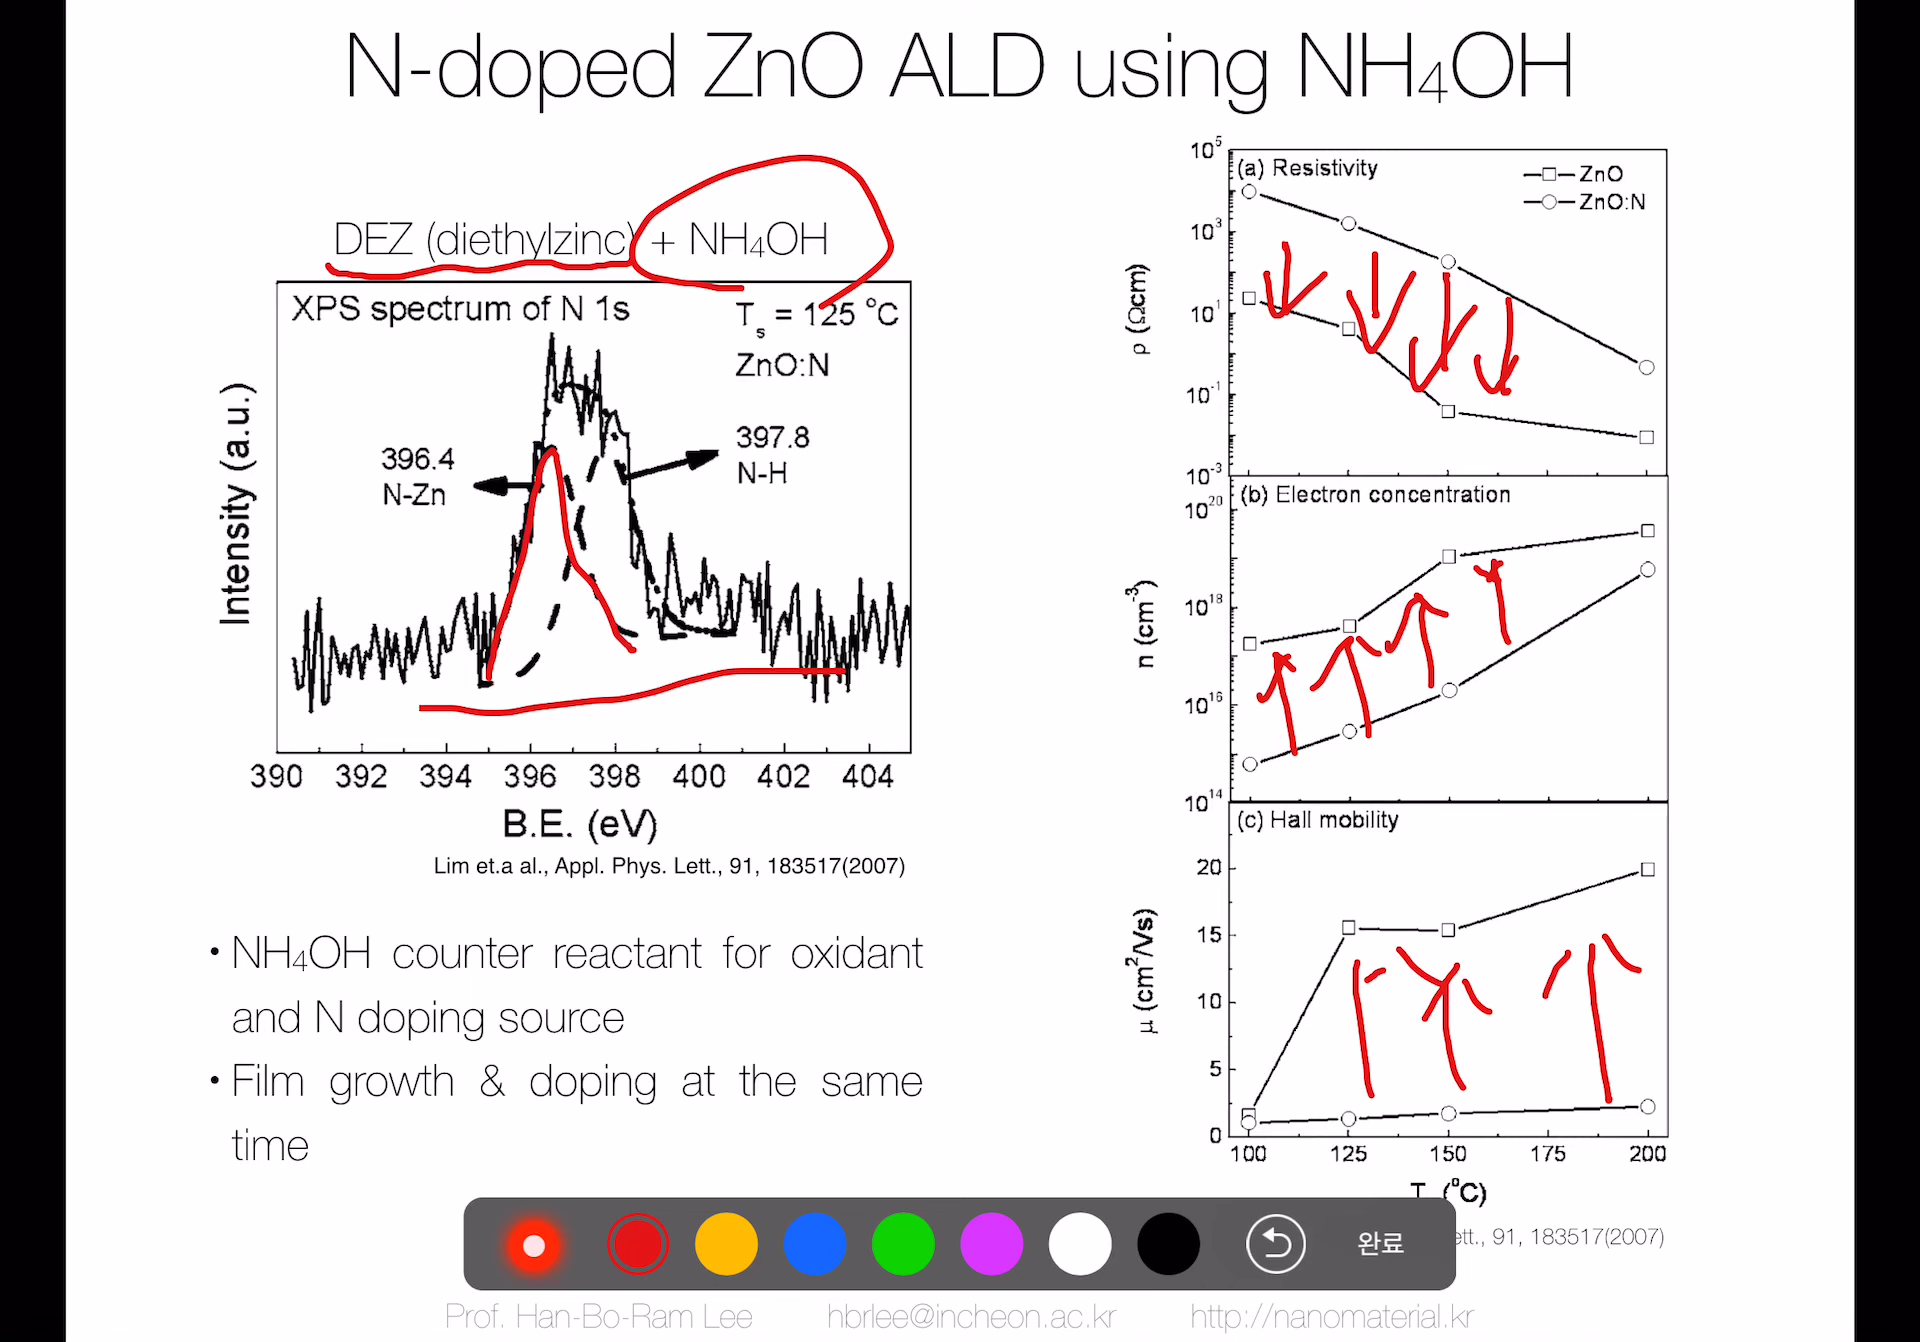 N-doped ZnO ALD using NH₄OH
DEZ (diethylzinc) + NH₄OH
XPS spectrum of N 1s
Tₛ = 125 °C
ZnO:N
396.4
N-Zn
397.8
N-H
Intensity (a.u.)
390 392 394 396 398 400 402 404
B.E. (eV)
Lim et.a al., Appl. Phys. Lett., 91, 183517(2007)
• NH₄OH counter reactant for oxidant
and N doping source
• Film growth & doping at the same
time
(a) Resistivity
ZnO
ZnO:N
10⁵
10³
10¹
10⁻¹
10⁻³
ρ (Ωcm)
(b) Electron concentration
10²⁰
10¹⁸
10¹⁶
10¹⁴
n (cm⁻³)
(c) Hall mobility
20
15
10
5
0
μ (cm²/Vs)
100 125 150 175 200
T (°C)
ett., 91, 183517(2007)
완료
Prof. Han-Bo-Ram Lee hbrlee@incheon.ac.kr http://nanomaterial.kr